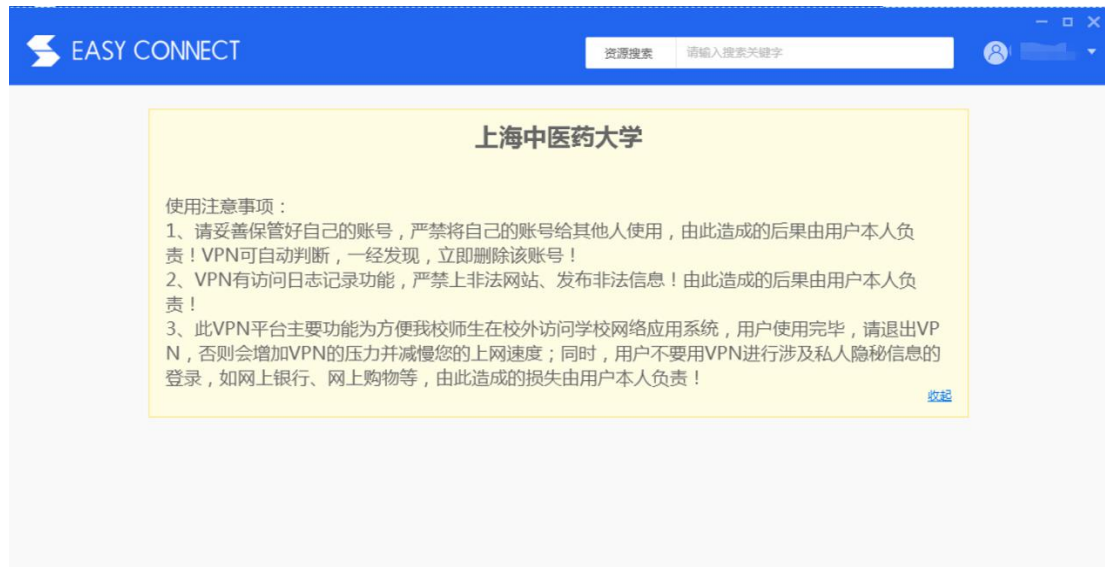 EASY CONNECT
资源搜索 请输入搜索关键字
上海中医药大学
使用注意事项：
1、请妥善保管好自己的账号，严禁将自己的账号给其他人使用，由此造成的后果由用户本人负
责！VPN可自动判断，一经发现，立即删除该账号！
2、VPN有访问日志记录功能，严禁上非法网站、发布非法信息！由此造成的后果由用户本人负
责！
3、此VPN平台主要功能为方便我校师生在校外访问学校网络应用系统，用户使用完毕，请退出VP
N，否则会增加VPN的压力并减慢您的上网速度；同时，用户不要用VPN进行涉及私人隐秘信息的
登录，如网上银行、网上购物等，由此造成的损失由用户本人负责！
收起